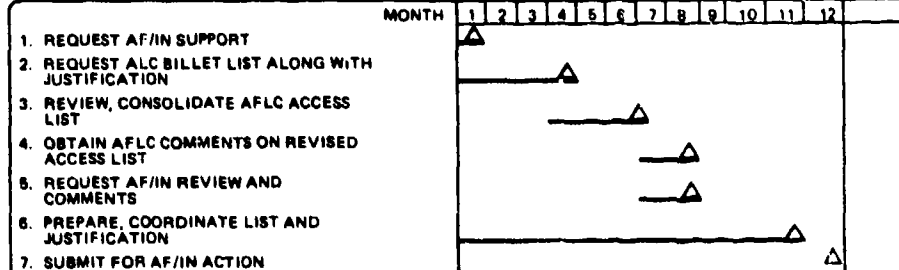 MONTH 1 2 3 4 5 6 7 8 9 10 11 12
1. REQUEST AF/IN SUPPORT
2. REQUEST ALC BILLET LIST ALONG WITH
JUSTIFICATION
3. REVIEW, CONSOLIDATE AFLC ACCESS
LIST
4. OBTAIN AFLC COMMENTS ON REVISED
ACCESS LIST
5. REQUEST AF/IN REVIEW AND
COMMENTS
6. PREPARE, COORDINATE LIST AND
JUSTIFICATION
7. SUBMIT FOR AF/IN ACTION